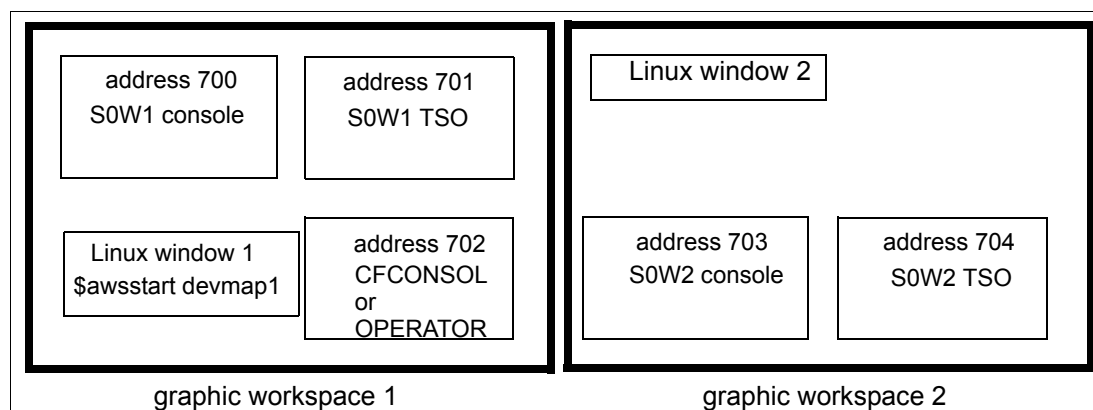 address 700
S0W1 console
address 701
S0W1 TSO
Linux window 1
$awsstart devmap1
address 702
CFCONSOL
or
OPERATOR
graphic workspace 1
Linux window 2
address 703
S0W2 console
address 704
S0W2 TSO
graphic workspace 2